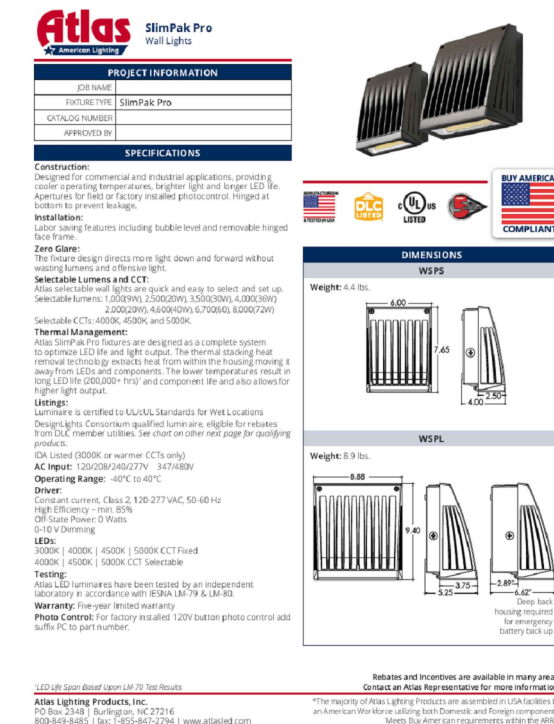 Atlas
American Lighting
SlimPak Pro
Wall Lights
PROJECT INFORMATION
JOB NAME
FIXTURE TYPE SlimPak Pro
CATALOG NUMBER
APPROVED BY
SPECIFICATIONS
Construction:
Designed for commercial and industrial applications, providing
cooler operating temperatures, brighter light and longer LED life.
Apertures for field or factory installed photocontrol. Hinged at
bottom to prevent leakage.
Installation:
Labor saving features including bubble level and removable hinged
face frame.
Zero Glare:
The fixture design directs more light down and forward without
wasting lumens and offensive light.
Selectable Lumens and CCT:
Atlas selectable wall lights are quick and easy to select and set up.
Selectable lumens: 1,000(9W), 2,500(20W), 3,500(30W), 4,000(36W)
2,000(20W), 4,600(40W), 6,700(60), 8,000(72W)
Selectable CCTs: 4000K, 4500K, and 5000K.
Thermal Management:
Atlas SlimPak Pro fixtures are designed as a complete system
to optimize LED life and light output. The thermal stacking heat
removal technology extracts heat from within the housing moving it
away from LEDs and components. The lower temperatures result in
long LED life (200,000+ hrs)¹ and component life and also allows for
higher light output.
Listings:
Luminaire is certified to UL/cUL Standards for Wet Locations
DesignLights Consortium qualified luminaire, eligible for rebates
from DLC member utilities. See chart on other next page for qualifying
products.
IDA Listed (3000K or warmer CCTs only)
AC Input: 120/208/240/277V 347/480V
Operating Range: -40°C to 40°C
Driver:
Constant current, Class 2, 120-277 VAC, 50-60 Hz
High Efficiency – min. 85%
Off-State Power: 0 Watts
0-10 V Dimming
LEDs:
3000K | 4000K | 4500K | 5000K CCT Fixed
4000K | 4500K | 5000K CCT Selectable
Testing:
Atlas LED luminaires have been tested by an independent
laboratory in accordance with IESNA LM-79 & LM-80.
Warranty: Five-year limited warranty
Photo Control: For factory installed 120V button photo control add
suffix PC to part number.
MANUFACTURED
& TESTED IN USA
DLC
LISTED
C UL US
LISTED
5
BUY AMERICA
COMPLIANT
DIMENSIONS
WSPS
Weight: 4.4 lbs.
6.00
7.65
2.50
4.00
WSPL
Weight: 8.9 lbs.
8.88
9.40
3.75
5.25
2.89"
6.62"
Deep back
housing required
for emergency
battery back up
¹LED Life Span Based Upon LM-70 Test Results
Rebates and Incentives are available in many area
Contact an Atlas Representative for more informatio
Atlas Lighting Products, Inc.
PO Box 2348 | Burlington, NC 27216
800-849-8485 | fax: 1-855-847-2794 | www.atlasled.com
*The majority of Atlas Lighting Products are assembled in USA facilities b
an American Workforce utilizing both Domestic and Foreign component
Meets Buy American requirements within the ARR